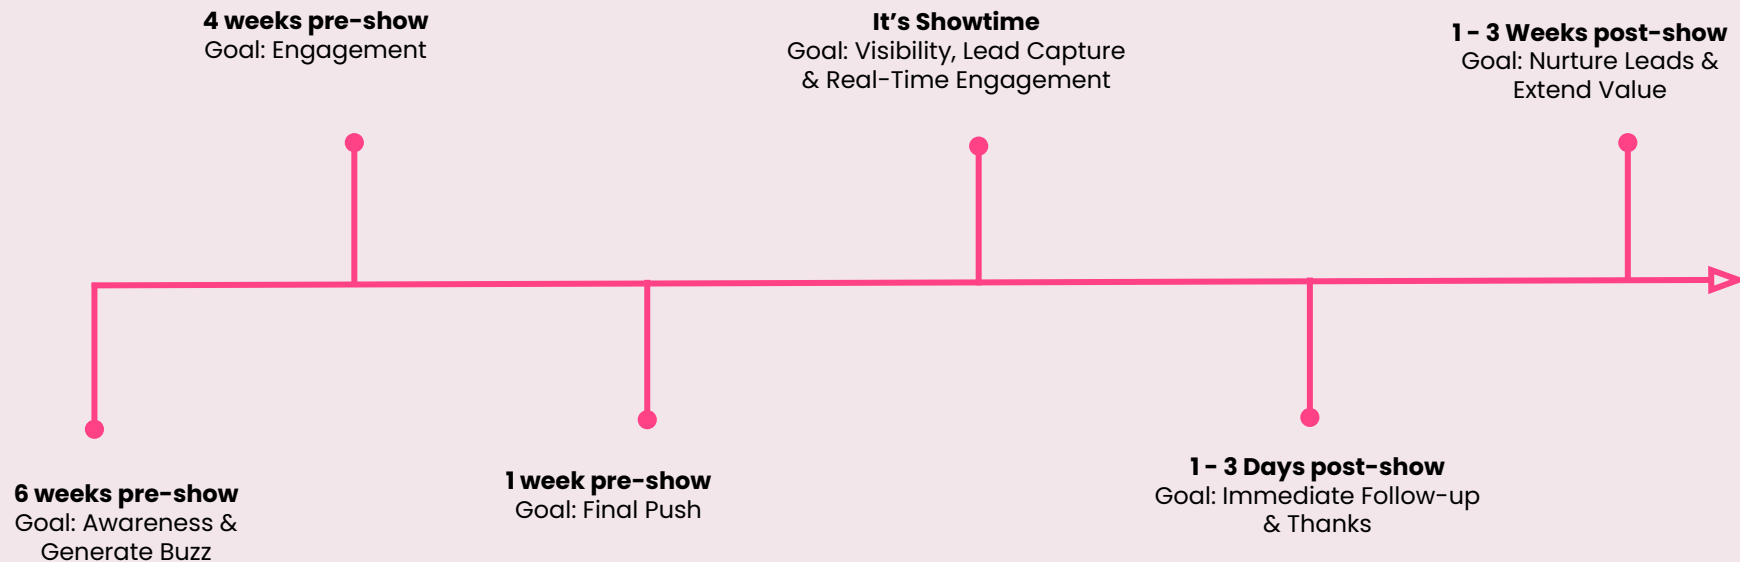 4 weeks pre-show
Goal: Engagement
It’s Showtime
Goal: Visibility, Lead Capture
& Real-Time Engagement
1 - 3 Weeks post-show
Goal: Nurture Leads &
Extend Value
6 weeks pre-show
Goal: Awareness &
Generate Buzz
1 week pre-show
Goal: Final Push
1 - 3 Days post-show
Goal: Immediate Follow-up
& Thanks